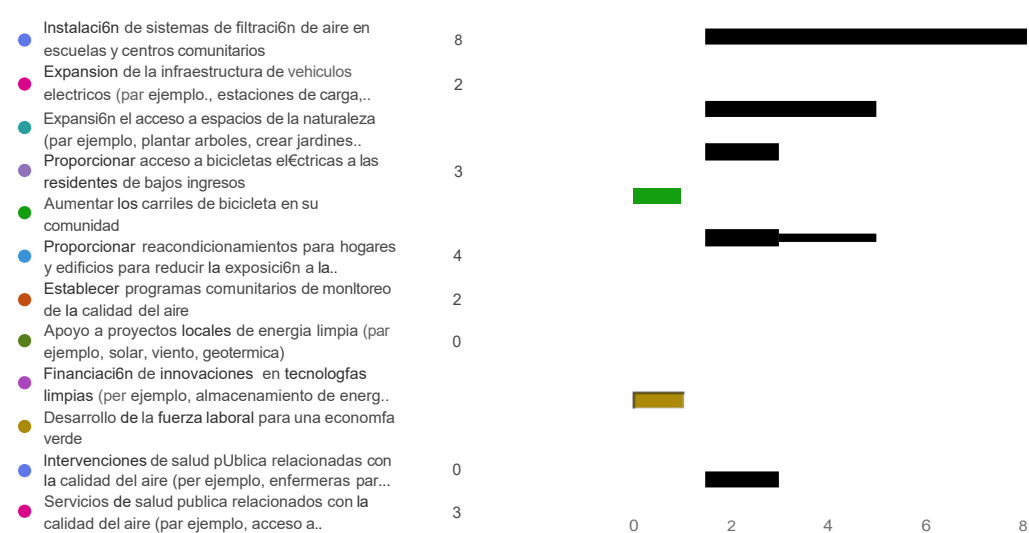 Instalaci6n de sistemas de filtraci6n de aire en
escuelas y centros comunitarios
8
Expansion de la infraestructura de vehiculos
electricos (par ejemplo., estaciones de carga,..
2
Expansi6n el acceso a espacios de la naturaleza
(par ejemplo, plantar arboles, crear jardines..
Proporcionar acceso a bicicletas el€ctricas a las
residentes de bajos ingresos
3
Aumentar los carriles de bicicleta en su
comunidad
Proporcionar reacondicionamientos para hogares
y edificios para reducir la exposici6n a la..
4
Establecer programas comunitarios de monltoreo
de la calidad del aire
2
Apoyo a proyectos locales de energia limpia (par
ejemplo, solar, viento, geotermica)
0
Financiaci6n de innovaciones en tecnologfas
limpias (per ejemplo, almacenamiento de energ..
Desarrollo de la fuerza laboral para una economfa
verde
Intervenciones de salud pUblica relacionadas con
la calidad del aire (per ejemplo, enfermeras par...
0
Servicios de salud publica relacionados con la
calidad del aire (par ejemplo, acceso a..
3
0 2 4 6 8